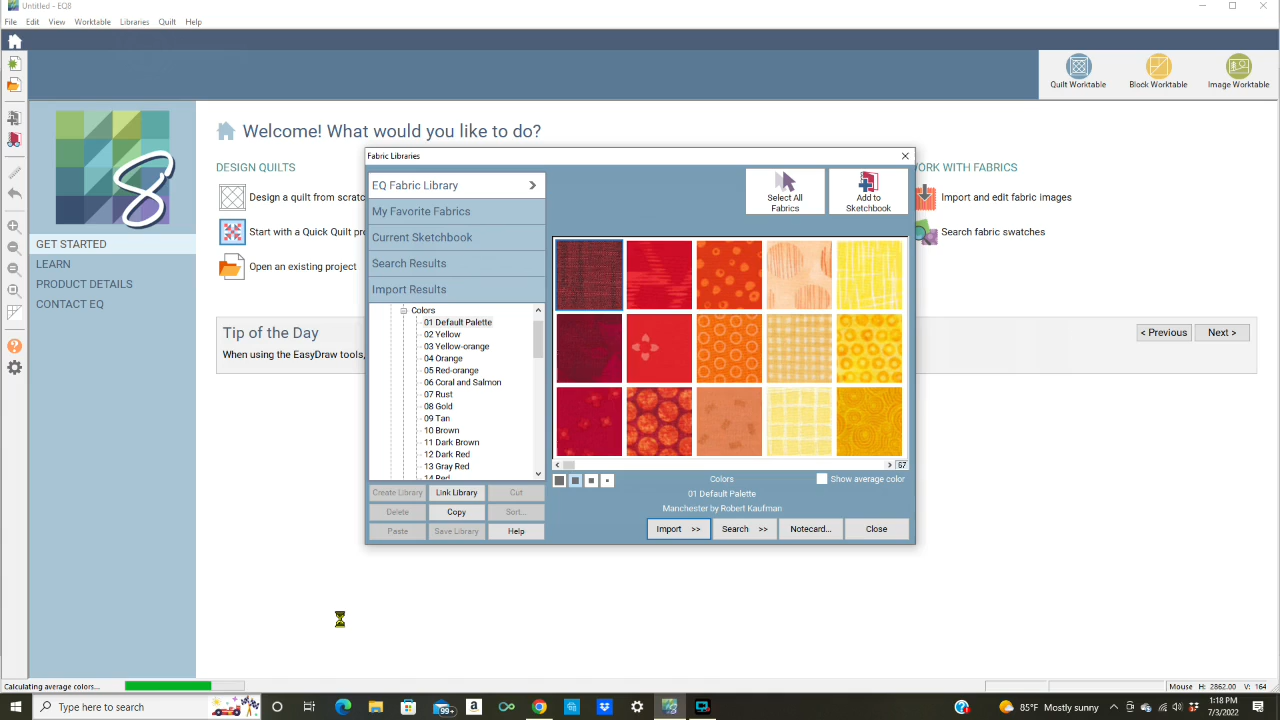 Untitled - EQ8
File Edit View Worktable Libraries Quilt Help
Quilt Worktable Block Worktable Image Worktable
8
GET STARTED
LEARN
PRODUCT DETAILS
CONTACT EQ
Welcome! What would you like to do?
DESIGN QUILTS
Design a quilt from scratc
Start with a Quick Quilt pr
Open an existing project
ORK WITH FABRICS
Import and edit fabric images
Search fabric swatches
Tip of the Day
< Previous Next >
When using the EasyDraw tools,
Fabric Libraries
EQ Fabric Library
My Favorite Fabrics
Current Sketchbook
Search Results
Import Results
Select All
Fabrics
Add to
Sketchbook
Colors
01 Default Palette
02 Yellow
03 Yellow-orange
04 Orange
05 Red-orange
06 Coral and Salmon
07 Rust
08 Gold
09 Tan
10 Brown
11 Dark Brown
12 Dark Red
13 Gray Red
14 Red
67
Create Library Link Library Cut
Delete Copy Sort...
Paste Save Library Help
Colors
Show average color
01 Default Palette
Manchester by Robert Kaufman
Import >> Search >> Notecard... Close
Calculating average colors...
Mouse H: 2862.00 V: 164
Type here to search
99+
85°F Mostly sunny
1:18 PM
7/3/2022